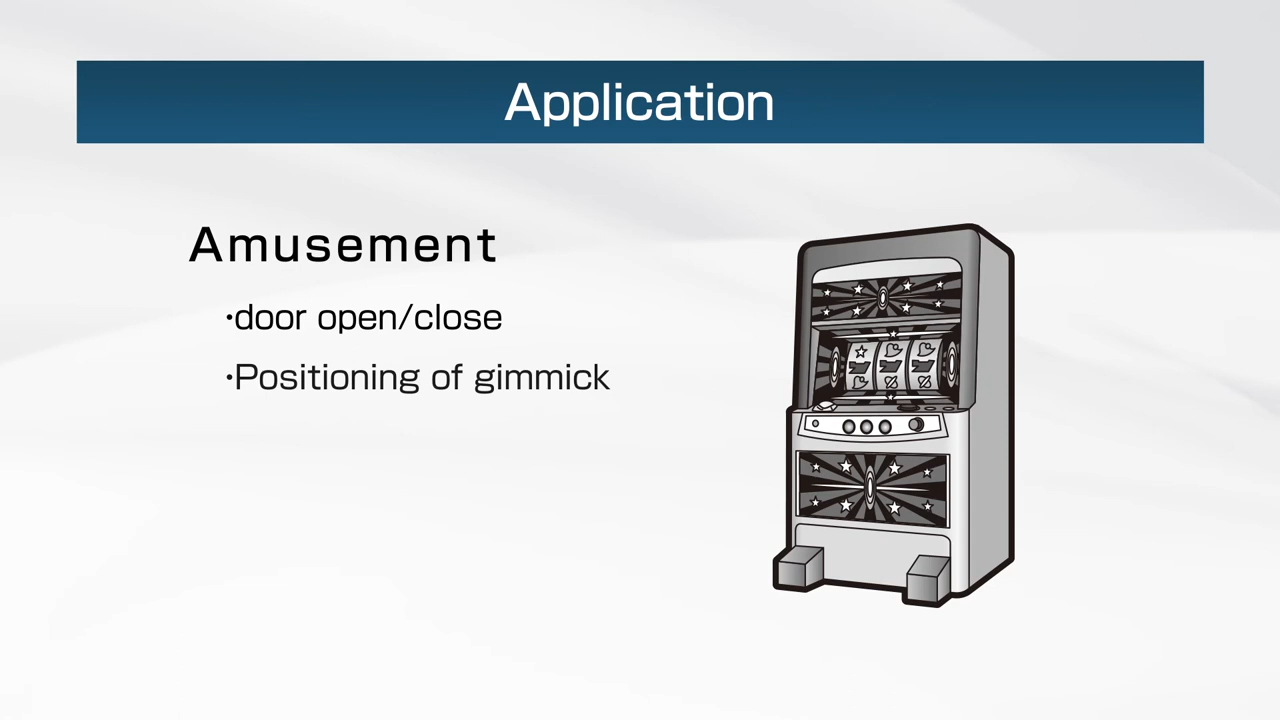 Application
Amusement
·door open/close
·Positioning of gimmick